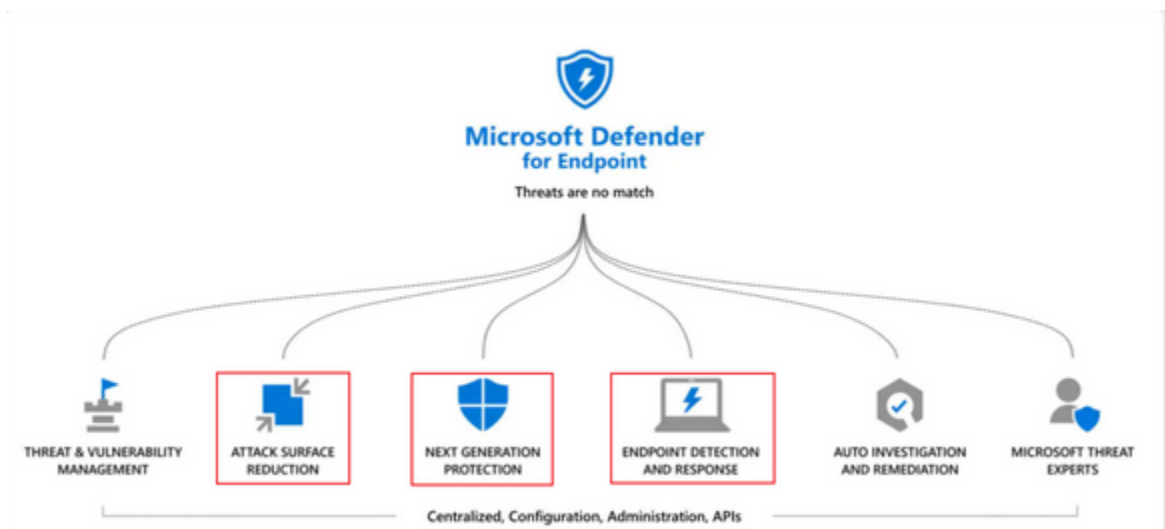 Microsoft Defender
for Endpoint
Threats are no match
THREAT & VULNERABILITY
MANAGEMENT
ATTACK SURFACE
REDUCTION
NEXT GENERATION
PROTECTION
ENDPOINT DETECTION
AND RESPONSE
AUTO INVESTIGATION
AND REMEDIATION
MICROSOFT THREAT
EXPERTS
Centralized, Configuration, Administration, APIs